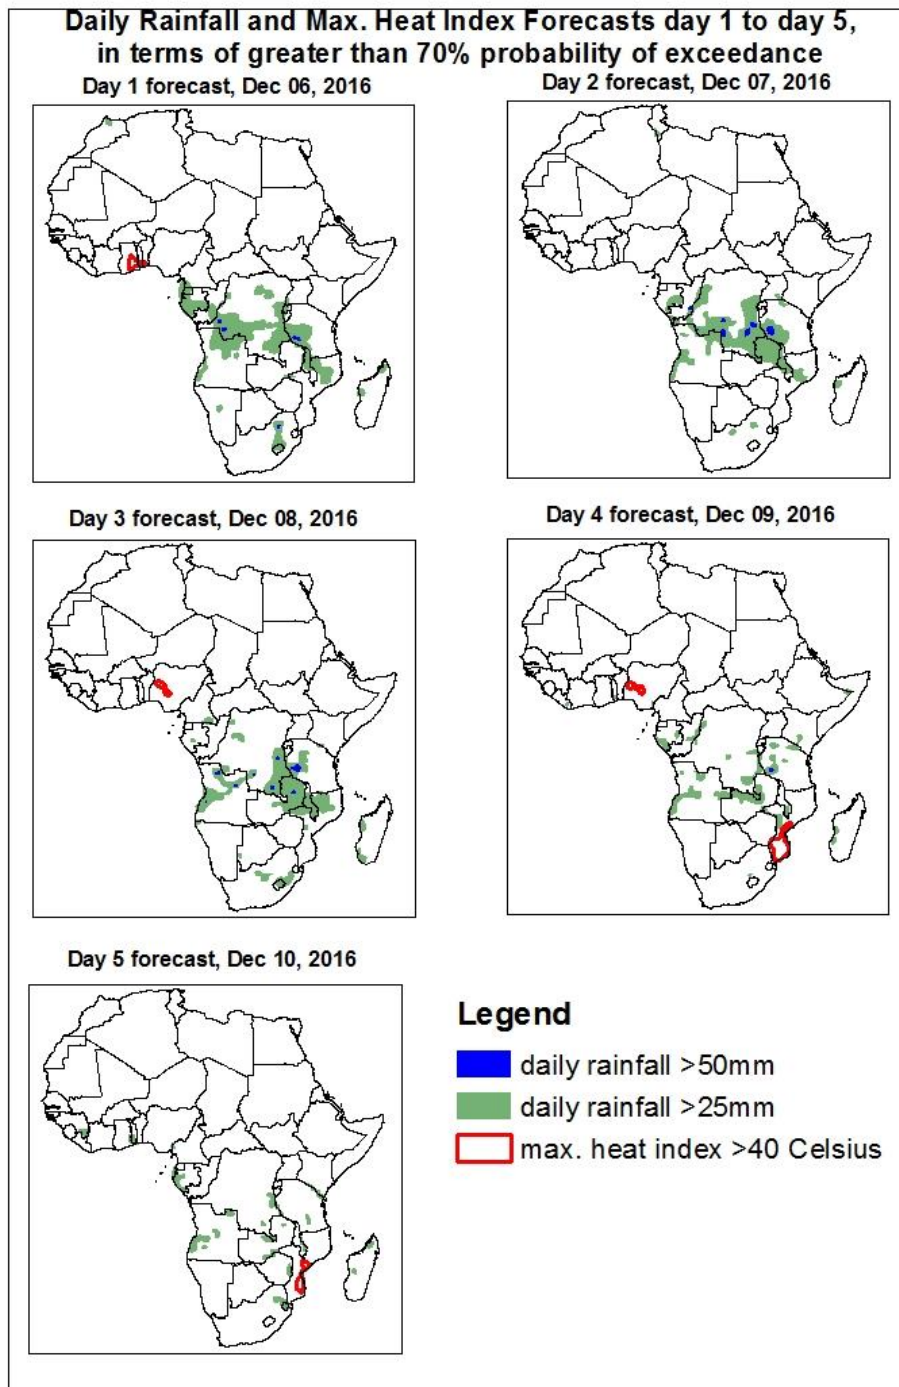 Daily Rainfall and Max. Heat Index Forecasts day 1 to day 5,
in terms of greater than 70% probability of exceedance
Day 1 forecast, Dec 06, 2016
Day 2 forecast, Dec 07, 2016
Day 3 forecast, Dec 08, 2016
Day 4 forecast, Dec 09, 2016
Day 5 forecast, Dec 10, 2016
Legend
daily rainfall >50mm
daily rainfall >25mm
max. heat index >40 Celsius